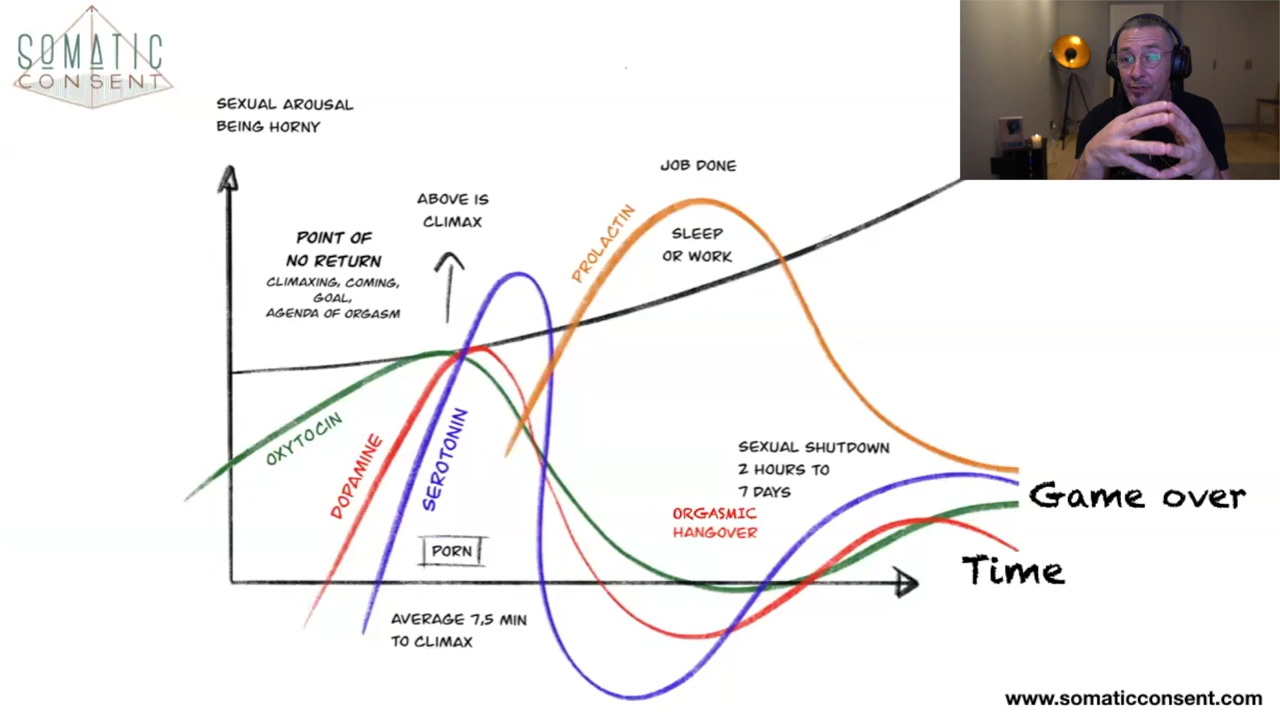 SOMATIC
CONSENT
SEXUAL AROUSAL
BEING HORNY
JOB DONE
ABOVE IS
CLIMAX
POINT OF
NO RETURN
CLIMAXING, COMING,
GOAL,
AGENDA OF ORGASM
PROLACTIN
SLEEP
OR WORK
OXYTOCIN
DOPAMINE
SEROTONIN
SEXUAL SHUTDOWN
2 HOURS TO
7 DAYS
ORGASMIC
HANGOVER
Game over
PORN
Time
AVERAGE 7,5 MIN
TO CLIMAX
www.somaticconsent.com